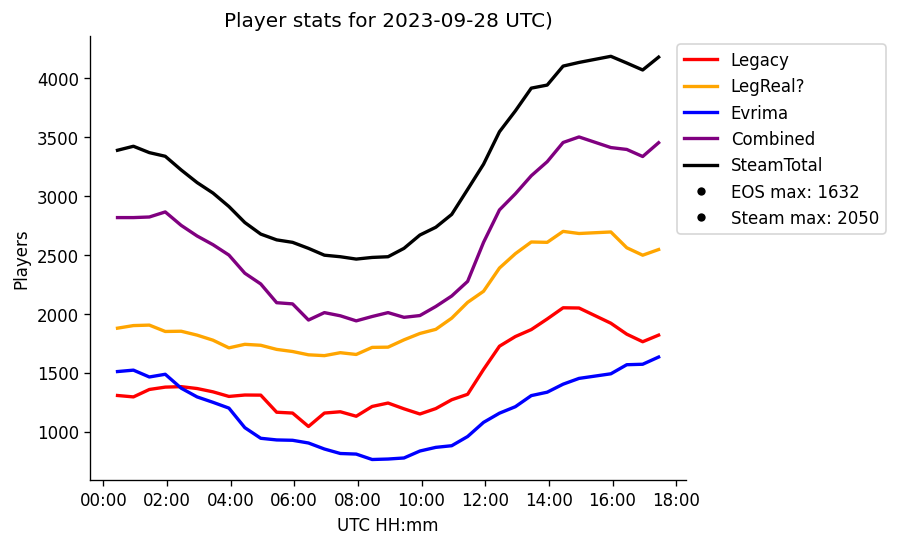 Player stats for 2023-09-28 UTC)
Legacy
LegReal?
Evrima
Combined
SteamTotal
EOS max: 1632
Steam max: 2050
Players
4000
3500
3000
2500
2000
1500
1000
00:00 02:00 04:00 06:00 08:00 10:00 12:00 14:00 16:00 18:00
UTC HH:mm